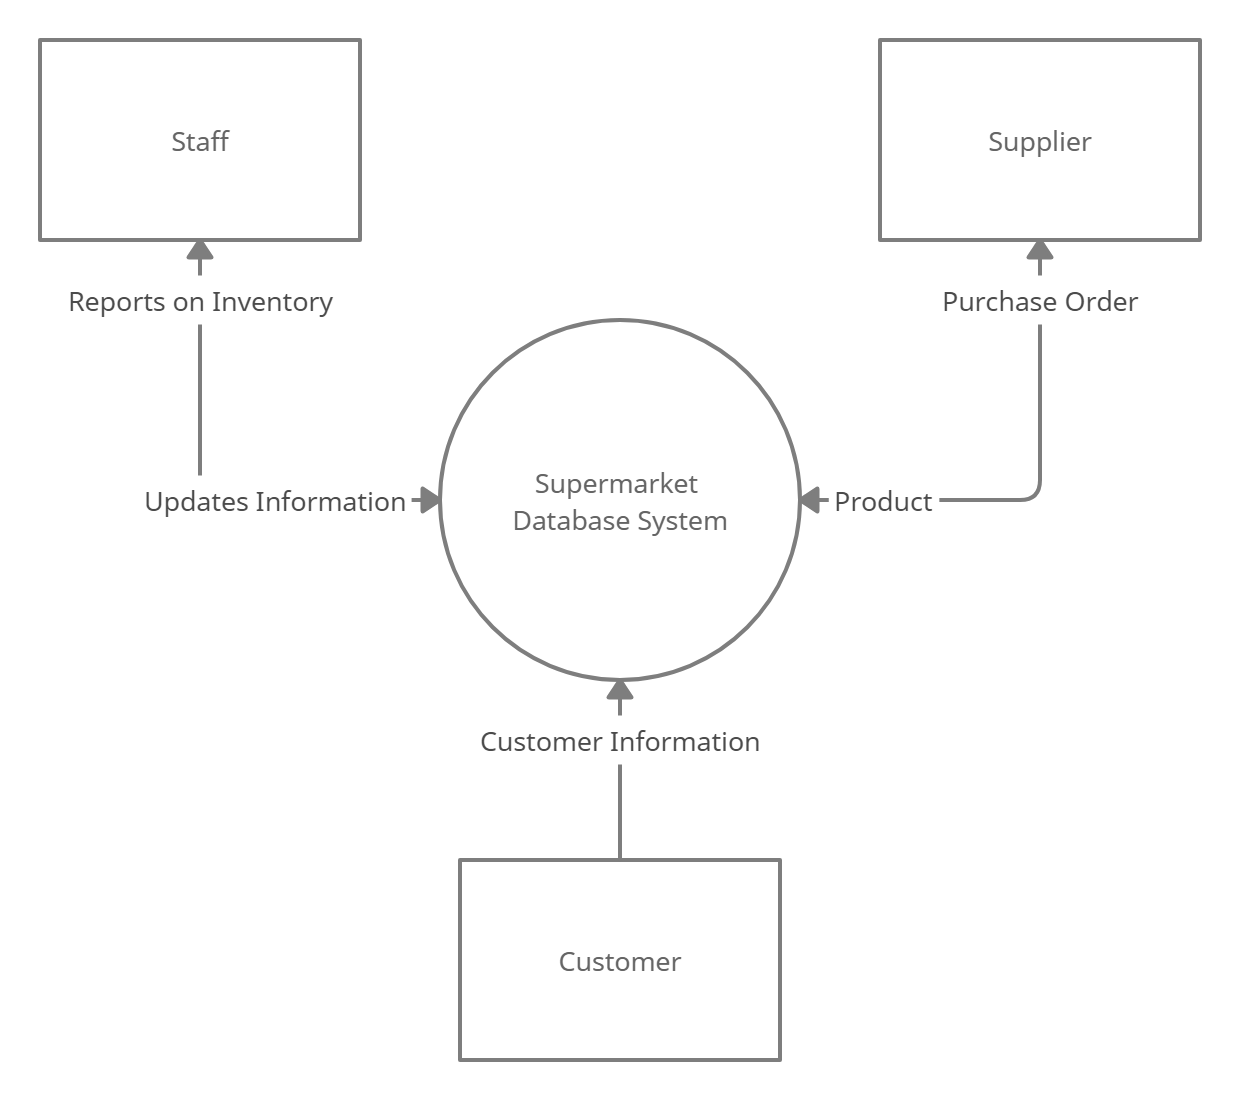 Staff
Supplier
Reports on Inventory
Purchase Order
Supermarket
Database System
Updates Information
Product
Customer Information
Customer